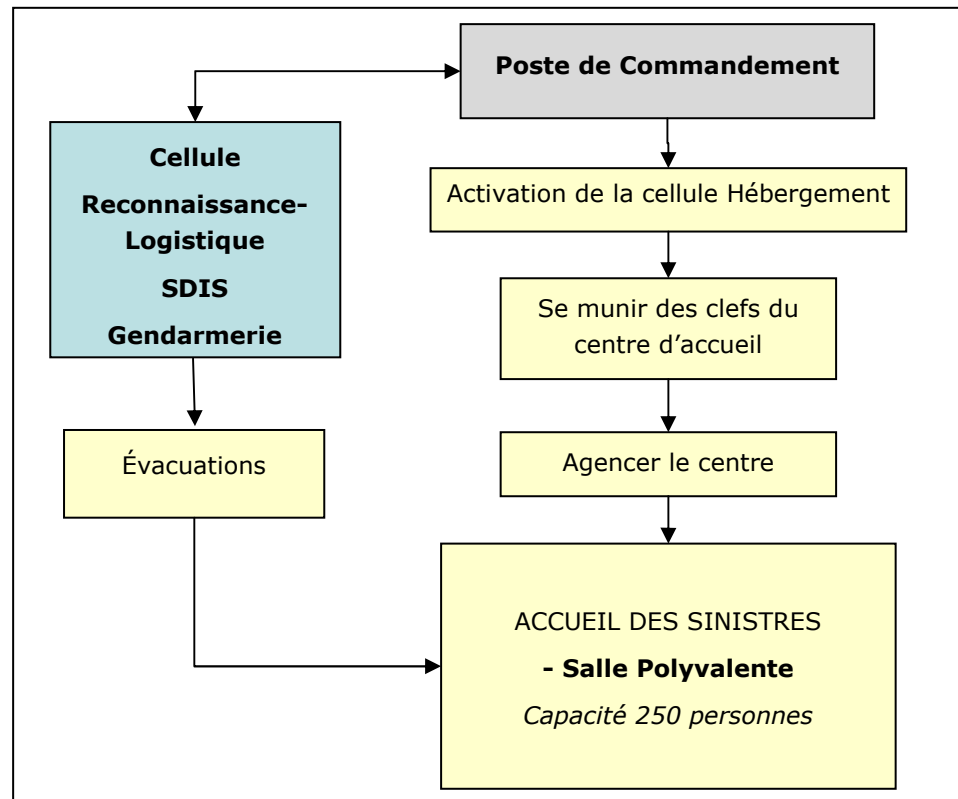 Poste de Commandement
Cellule
Reconnaissance-
Logistique
SDIS
Gendarmerie
Activation de la cellule Hébergement
Se munir des clefs du
centre d’accueil
Évacuations
Agencer le centre
ACCUEIL DES SINISTRES
- Salle Polyvalente
Capacité 250 personnes